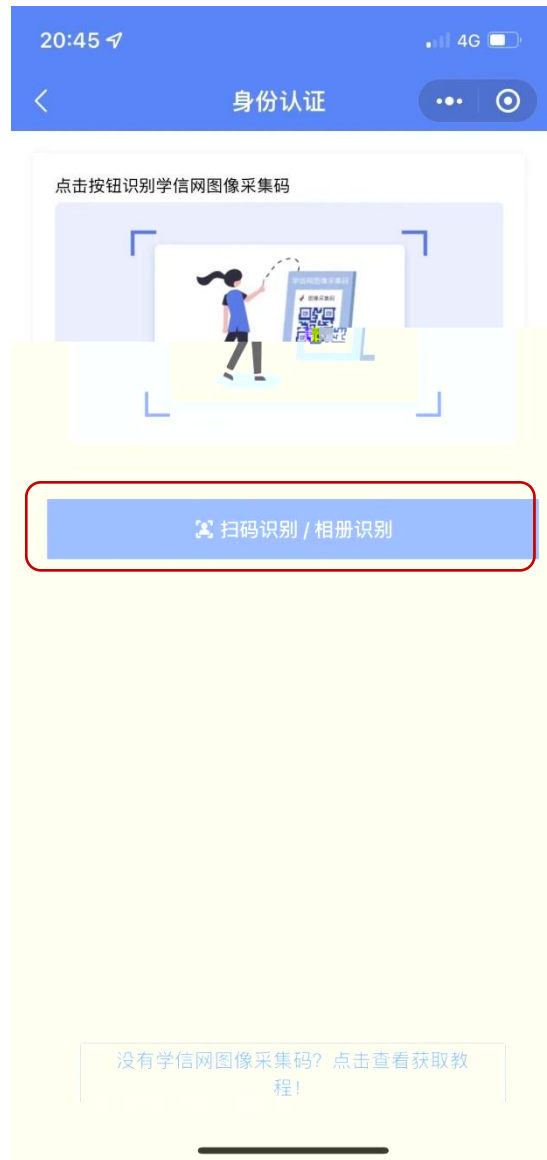 20:45
4G
身份认证
点击按钮识别学信网图像采集码
学信网图像采集码
图像采集码
扫码识别 / 相册识别
没有学信网图像采集码？点击查看获取教
程！